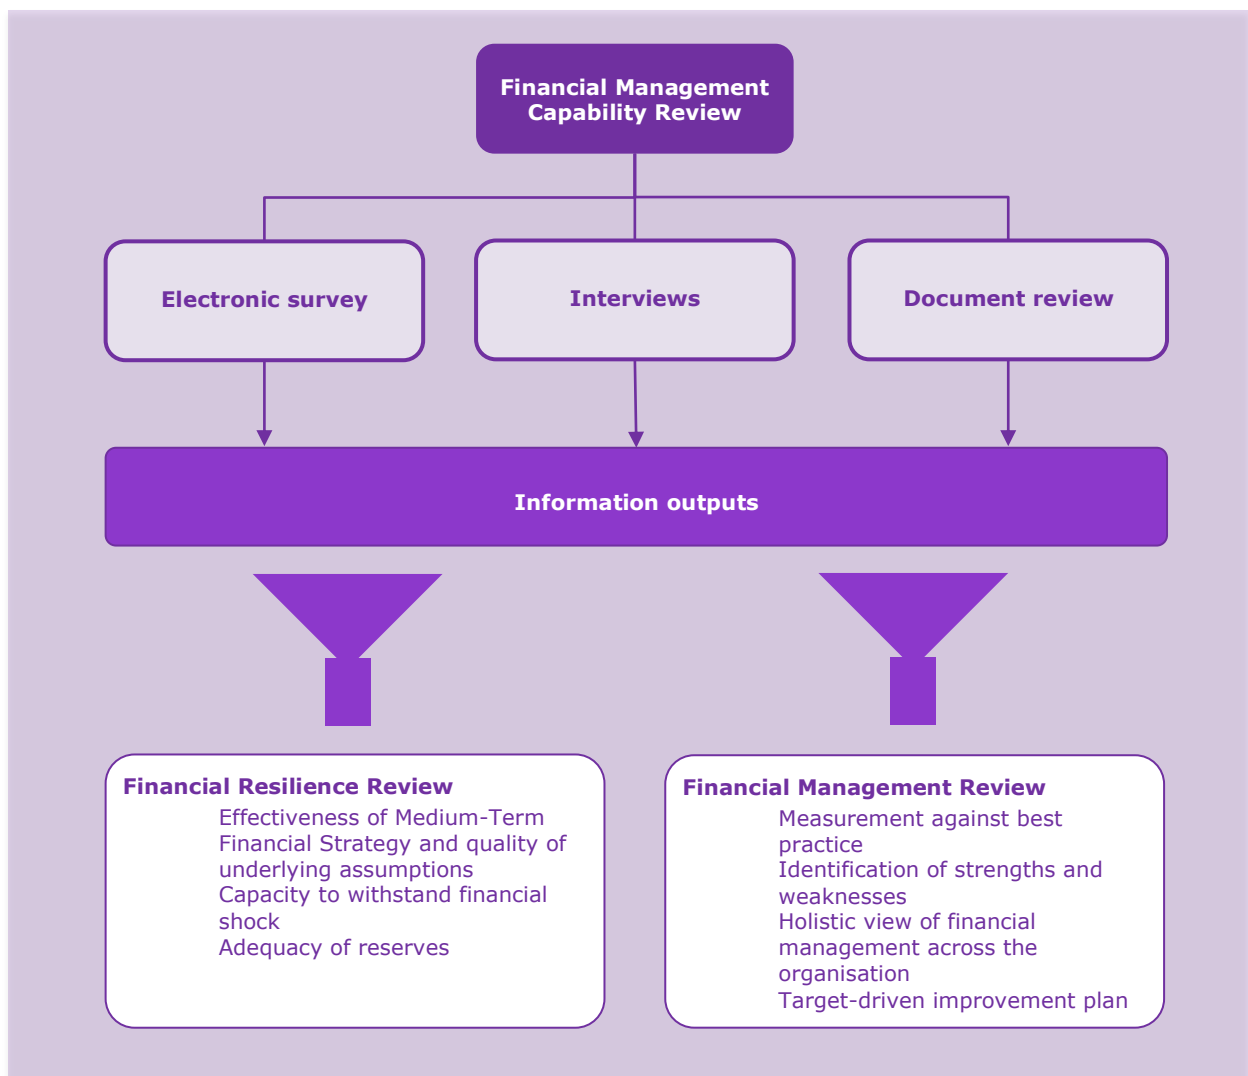 Financial Management
Capability Review
Electronic survey
Interviews
Document review
Information outputs
Financial Resilience Review
Effectiveness of Medium-Term
Financial Strategy and quality of
underlying assumptions
Capacity to withstand financial
shock
Adequacy of reserves
Financial Management Review
Measurement against best
practice
Identification of strengths and
weaknesses
Holistic view of financial
management across the
organisation
Target-driven improvement plan